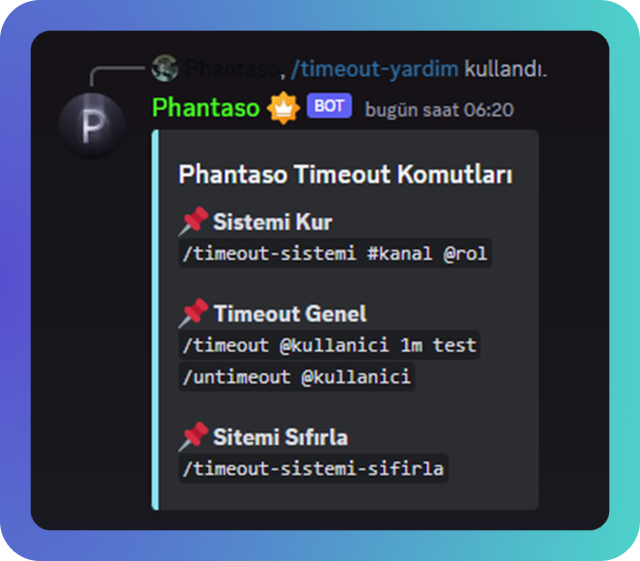 Phantaso, /timeout-yardim kullandı.
P
Phantaso BOT bugün saat 06:20
Phantaso Timeout Komutları
Sistemi Kur
/timeout-sistemi #kanal @rol
Timeout Genel
/timeout @kullanici 1m test
/untimeout @kullanici
Sitemi Sıfırla
/timeout-sistemi-sifirla